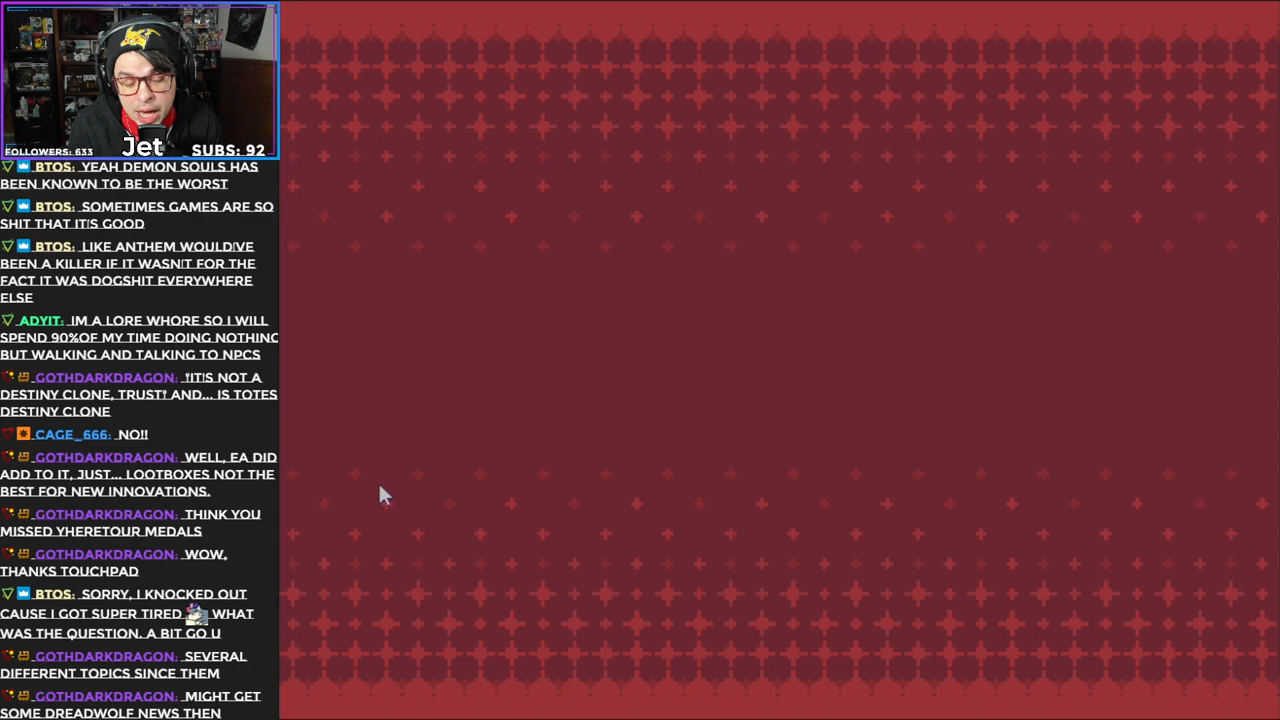 FOLLOWERS: 633
Jet
SUBS: 92
BTOS: YEAH DEMON SOULS HAS
BEEN KNOWN TO BE THE WORST
BTOS: SOMETIMES GAMES ARE SO
SHIT THAT IT'S GOOD
BTOS: LIKE ANTHEM WOULD'VE
BEEN A KILLER IF IT WASN'T FOR THE
FACT IT WAS DOGSHIT EVERYWHERE
ELSE
ADYIT: IM A LORE WHORE SO I WILL
SPEND 90%OF MY TIME DOING NOTHING
BUT WALKING AND TALKING TO NPCS
GOTHDARKDRAGON: "IT'S NOT A
DESTINY CLONE, TRUST" AND... IS TOTES
DESTINY CLONE
CAGE_666: NO!!
GOTHDARKDRAGON: WELL, EA DID
ADD TO IT, JUST... LOOTBOXES NOT THE
BEST FOR NEW INNOVATIONS.
GOTHDARKDRAGON: THINK YOU
MISSED YHERETOUR MEDALS
GOTHDARKDRAGON: WOW,
THANKS TOUCHPAD
BTOS: SORRY, I KNOCKED OUT
CAUSE I GOT SUPER TIRED WHAT
WAS THE QUESTION. A BIT GO U
GOTHDARKDRAGON: SEVERAL
DIFFERENT TOPICS SINCE THEM
GOTHDARKDRAGON: MIGHT GET
SOME DREADWOLF NEWS THEN